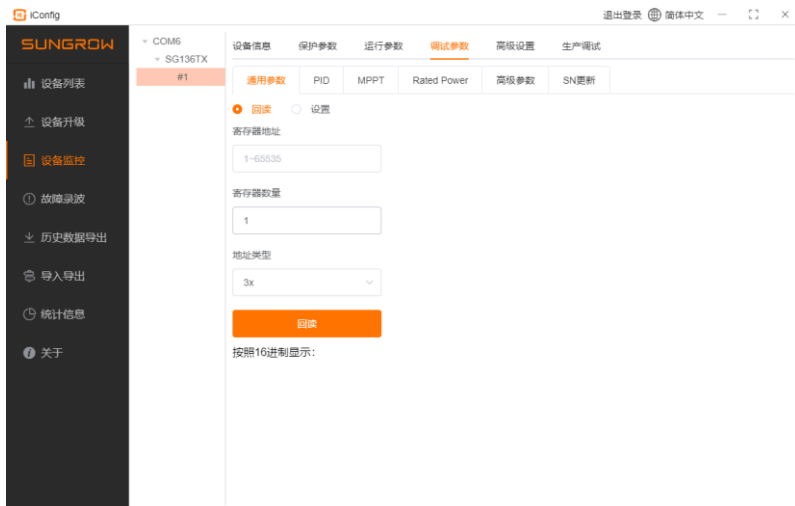 iConfig
退出登录 简体中文
SUNGROW
设备列表
设备升级
设备监控
故障录波
历史数据导出
导入导出
统计信息
关于
COM6
SG136TX
#1
设备信息 保护参数 运行参数 调试参数 高级设置 生产调试
通用参数 PID MPPT Rated Power 高级参数 SN更新
回读 设置
寄存器地址
1~65535
寄存器数量
1
地址类型
3x
回读
按照16进制显示: